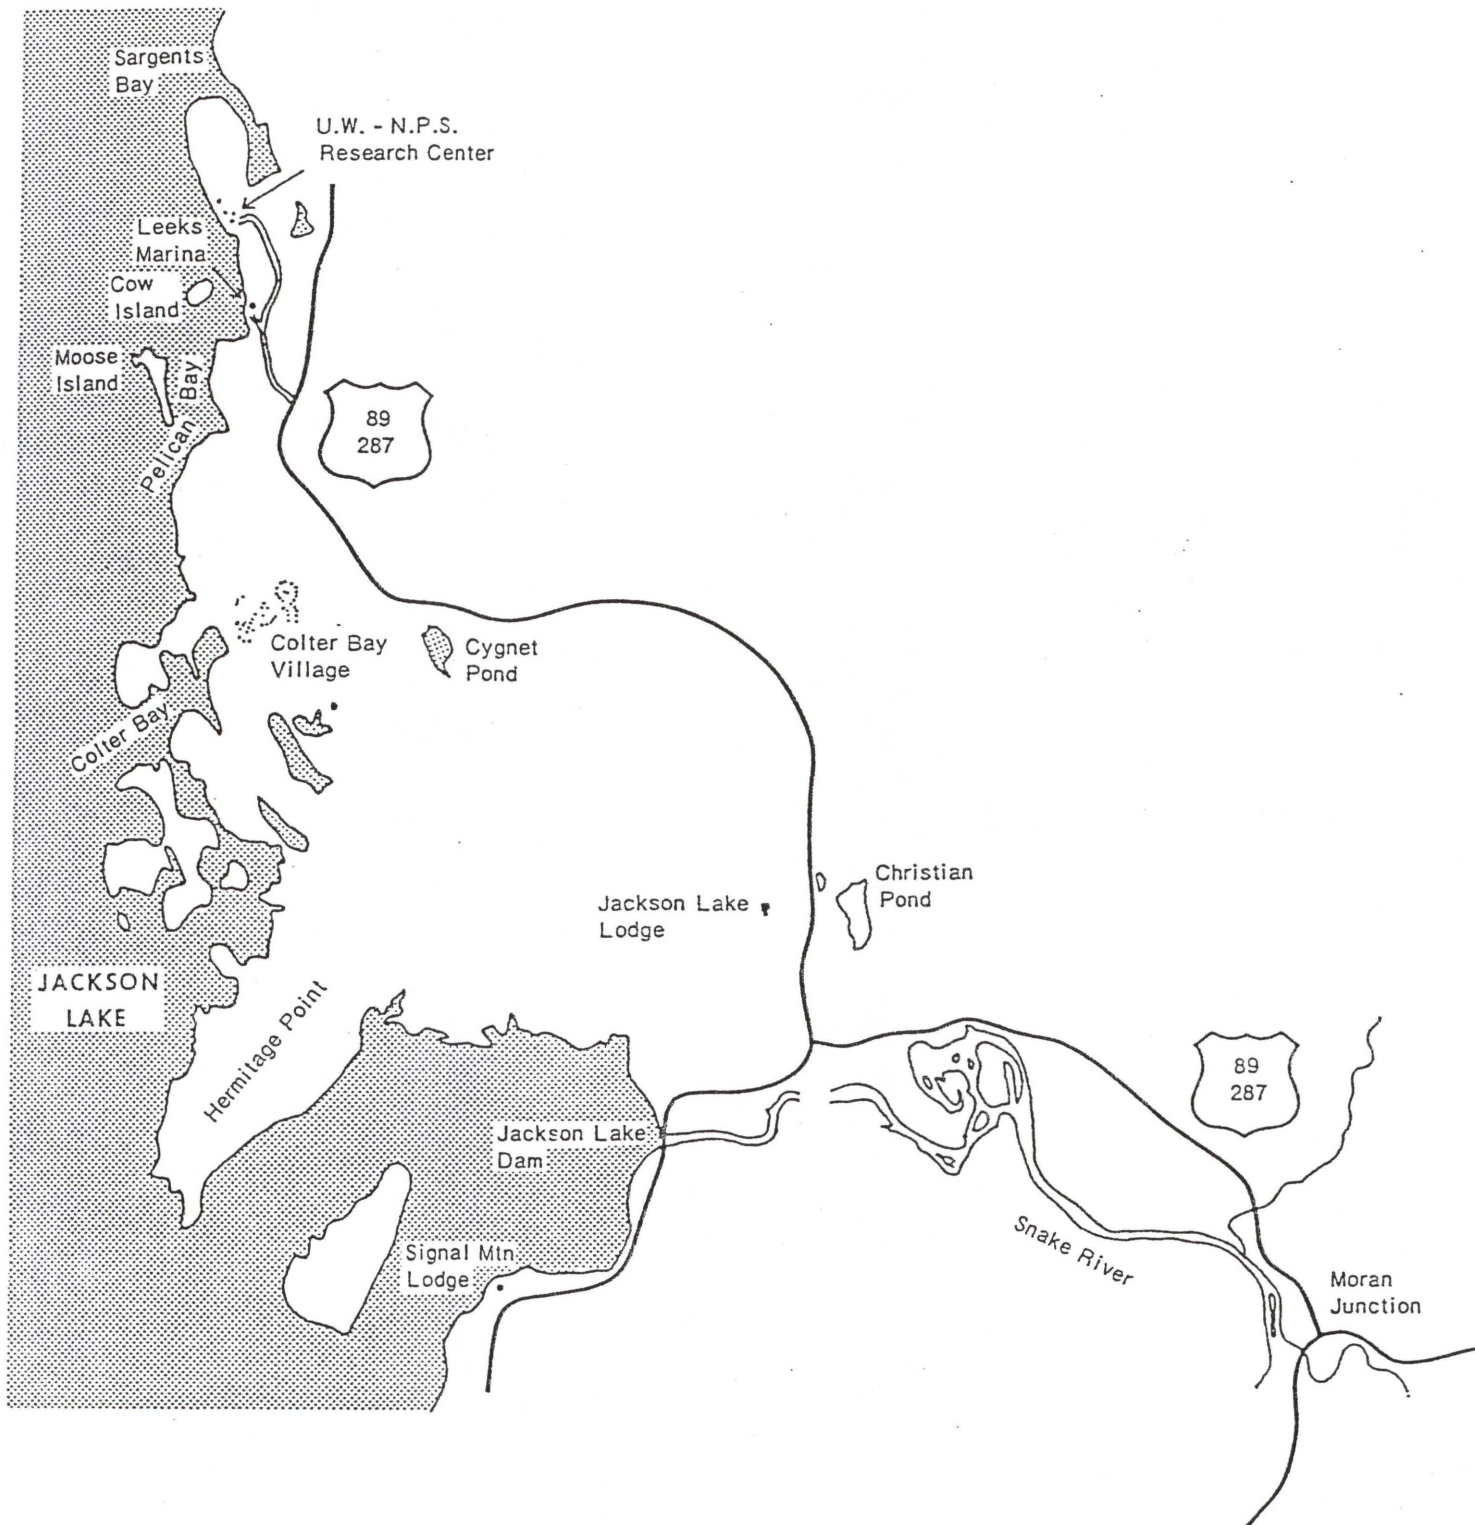 Sargents
Bay
U.W. - N.P.S.
Research Center
Leeks
Marina
Cow
Island
Moose
Island
Pelican Bay
89
287
Colter Bay
Village
Cygnet
Pond
Colter Bay
Christian
Pond
Jackson Lake
Lodge
JACKSON
LAKE
Hermitage Point
89
287
Jackson Lake
Dam
Snake River
Signal Mtn
Lodge
Moran
Junction